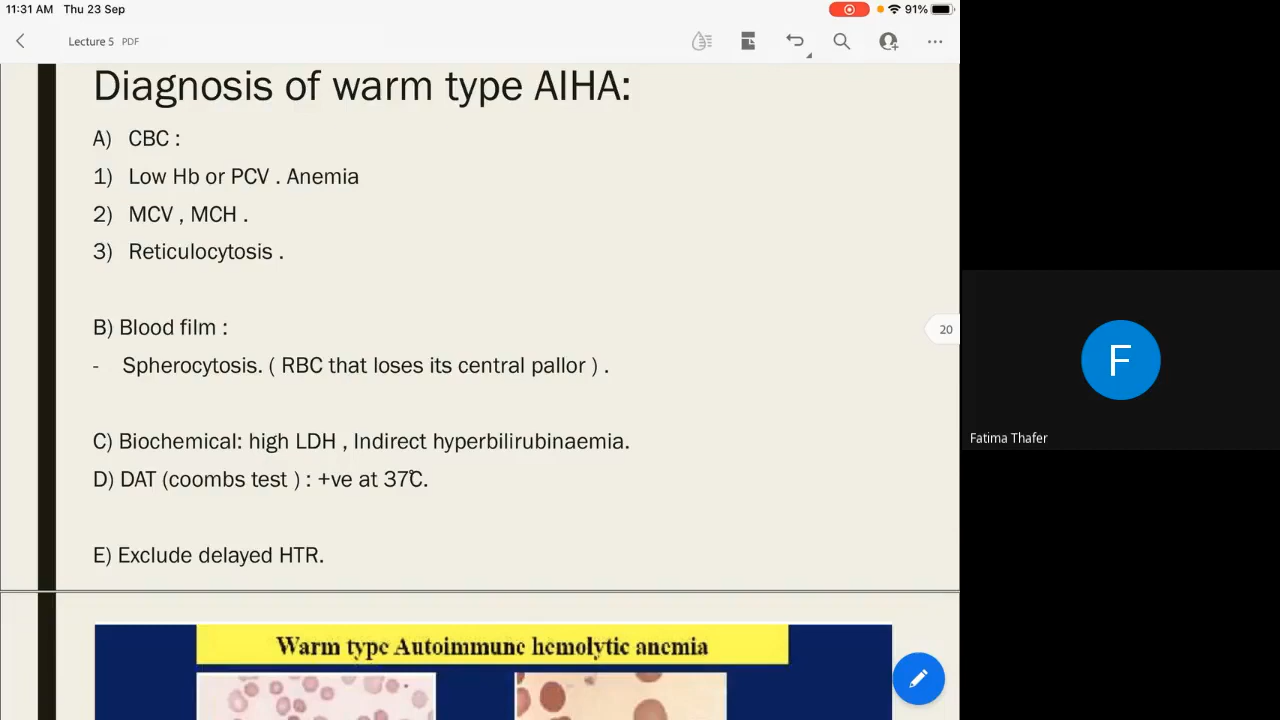 11:31 AM Thu 23 Sep
91%
Lecture 5 PDF
Diagnosis of warm type AIHA:
A) CBC :
1) Low Hb or PCV . Anemia
2) MCV , MCH .
3) Reticulocytosis .
20
B) Blood film :
- Spherocytosis. ( RBC that loses its central pallor ) .
C) Biochemical: high LDH , Indirect hyperbilirubinaemia.
D) DAT (coombs test ) : +ve at 37°C.
E) Exclude delayed HTR.
Warm type Autoimmune hemolytic anemia
F
Fatima Thafer